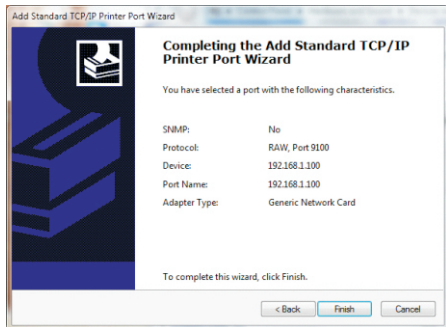 Add Standard TCP/IP Printer Port Wizard
Completing the Add Standard TCP/IP
Printer Port Wizard
You have selected a port with the following characteristics.
SNMP: No
Protocol: RAW, Port 9100
Device: 192.168.1.100
Port Name: 192.168.1.100
Adapter Type: Generic Network Card
To complete this wizard, click Finish.
< Back Finish Cancel